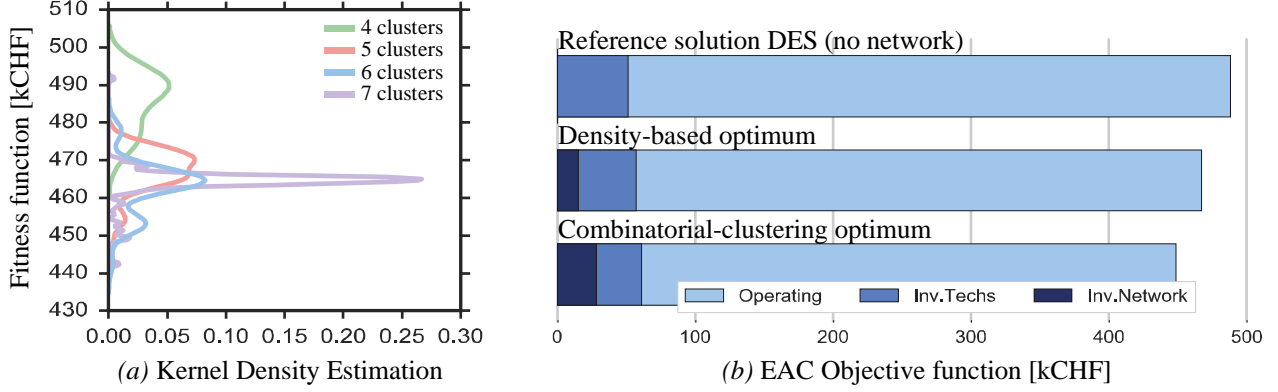 510
500
490
480
470
460
450
440
430
Fitness function [kCHF]
4 clusters
5 clusters
6 clusters
7 clusters
0.00 0.05 0.10 0.15 0.20 0.25 0.30
(a) Kernel Density Estimation
Reference solution DES (no network)
Density-based optimum
Combinatorial-clustering optimum
Operating Inv.Techs Inv.Network
0 100 200 300 400 500
(b) EAC Objective function [kCHF]